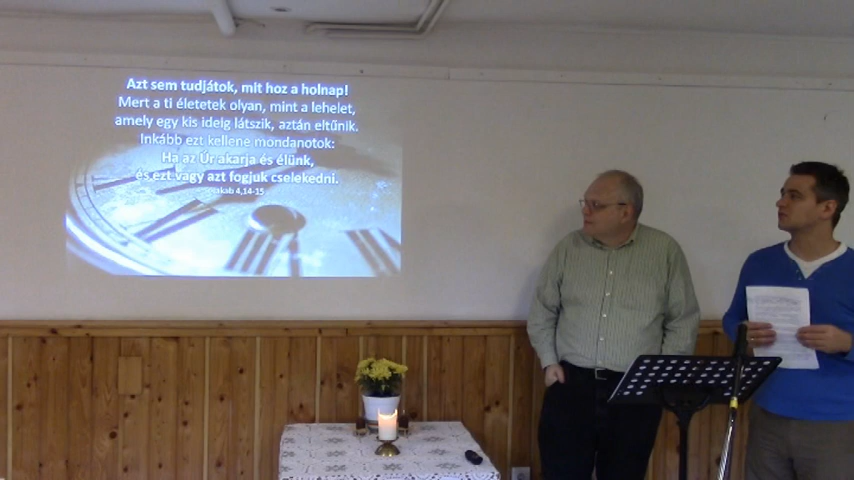 Azt sem tudjátok, mit hoz a holnap!
Mert a ti életetek olyan, mint a lehelet,
amely egy kis ideig látszik, aztán eltűnik.
Inkább ezt kellene mondanotok:
Ha az Úr akarja és élünk,
és ezt vagy azt fogjuk cselekedni.
Jakab 4,14-15